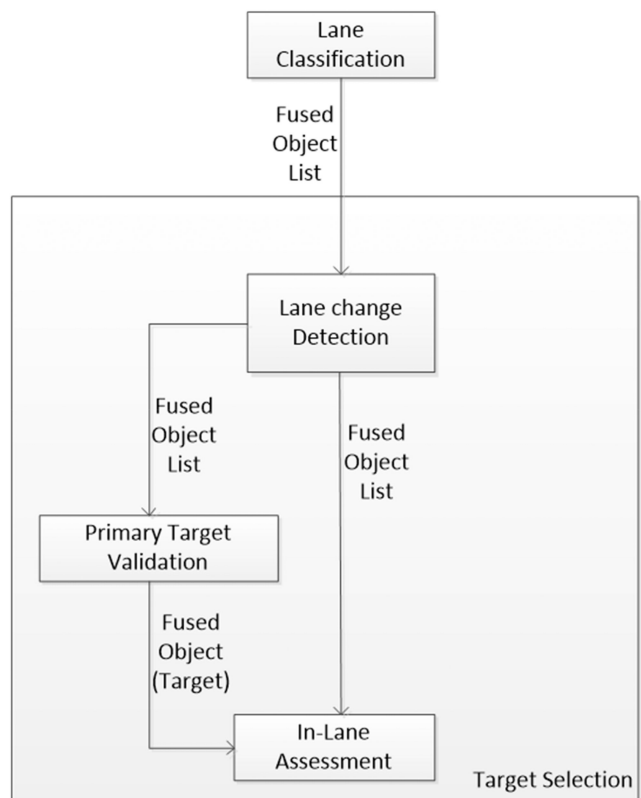 Lane
Classification
Fused
Object
List
Lane change
Detection
Fused
Object
List
Fused
Object
List
Primary Target
Validation
Fused
Object
(Target)
In-Lane
Assessment
Target Selection